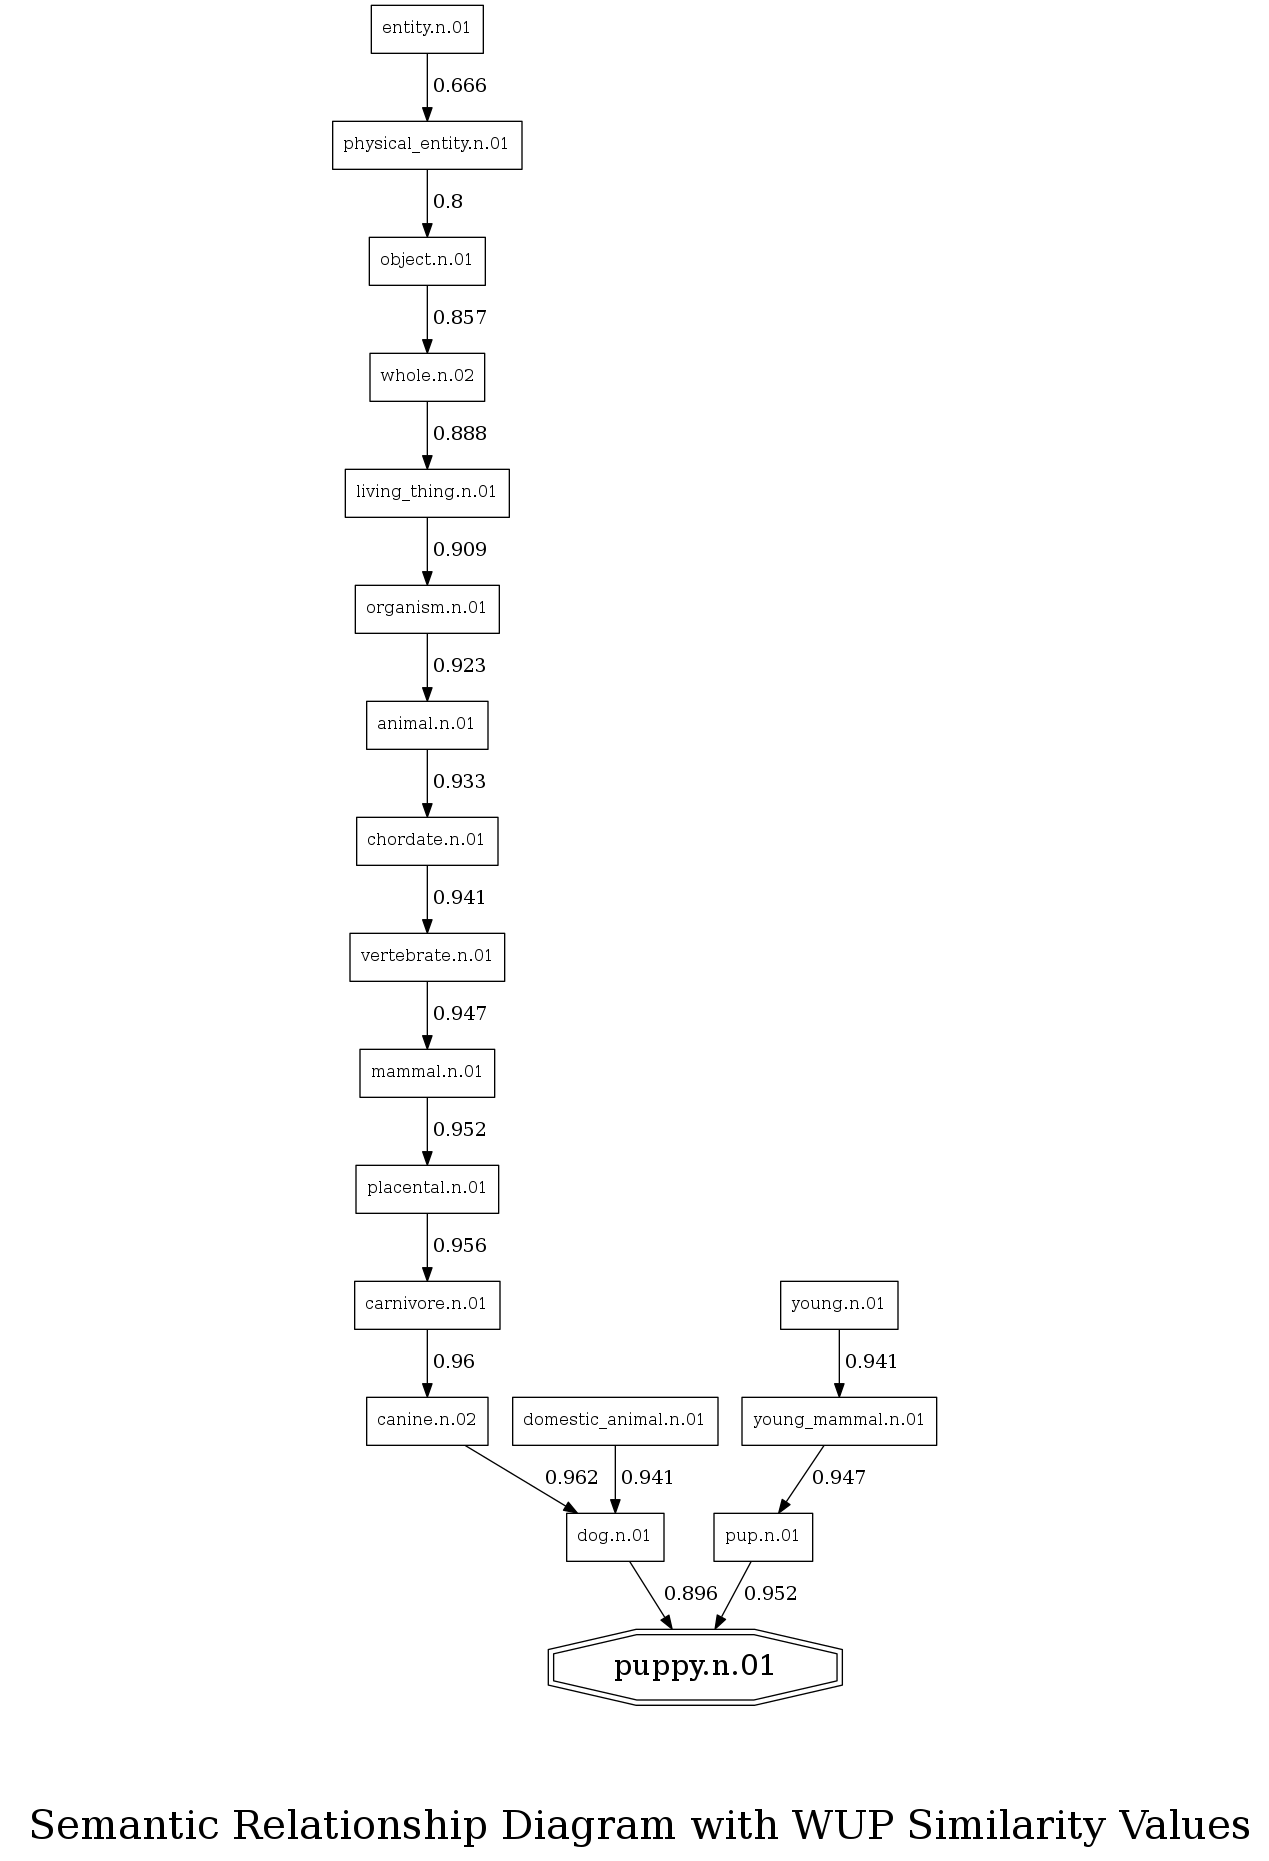 entity.n.01
0.666
physical_entity.n.01
0.8
object.n.01
0.857
whole.n.02
0.888
living_thing.n.01
0.909
organism.n.01
0.923
animal.n.01
0.933
chordate.n.01
0.941
vertebrate.n.01
0.947
mammal.n.01
0.952
placental.n.01
0.956
carnivore.n.01 young.n.01
0.96 0.941
canine.n.02 domestic_animal.n.01 young_mammal.n.01
0.962 0.941 0.947
dog.n.01 pup.n.01
0.896 0.952
puppy.n.01
Semantic Relationship Diagram with WUP Similarity Values